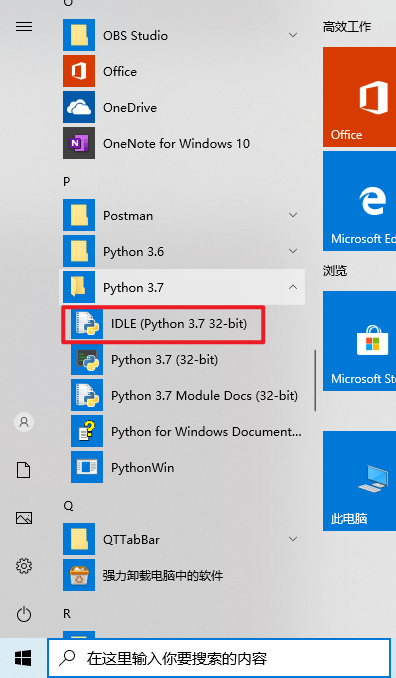 O
OBS Studio
Office
OneDrive
OneNote for Windows 10
P
Postman
Python 3.6
Python 3.7
IDLE (Python 3.7 32-bit)
Python 3.7 (32-bit)
Python 3.7 Module Docs (32-bit)
Python for Windows Document...
PythonWin
Q
QTTabBar
强力卸载电脑中的软件
R
高效工作
Office
Microsoft Ed
浏览
Microsoft Sto
此电脑
在这里输入你要搜索的内容